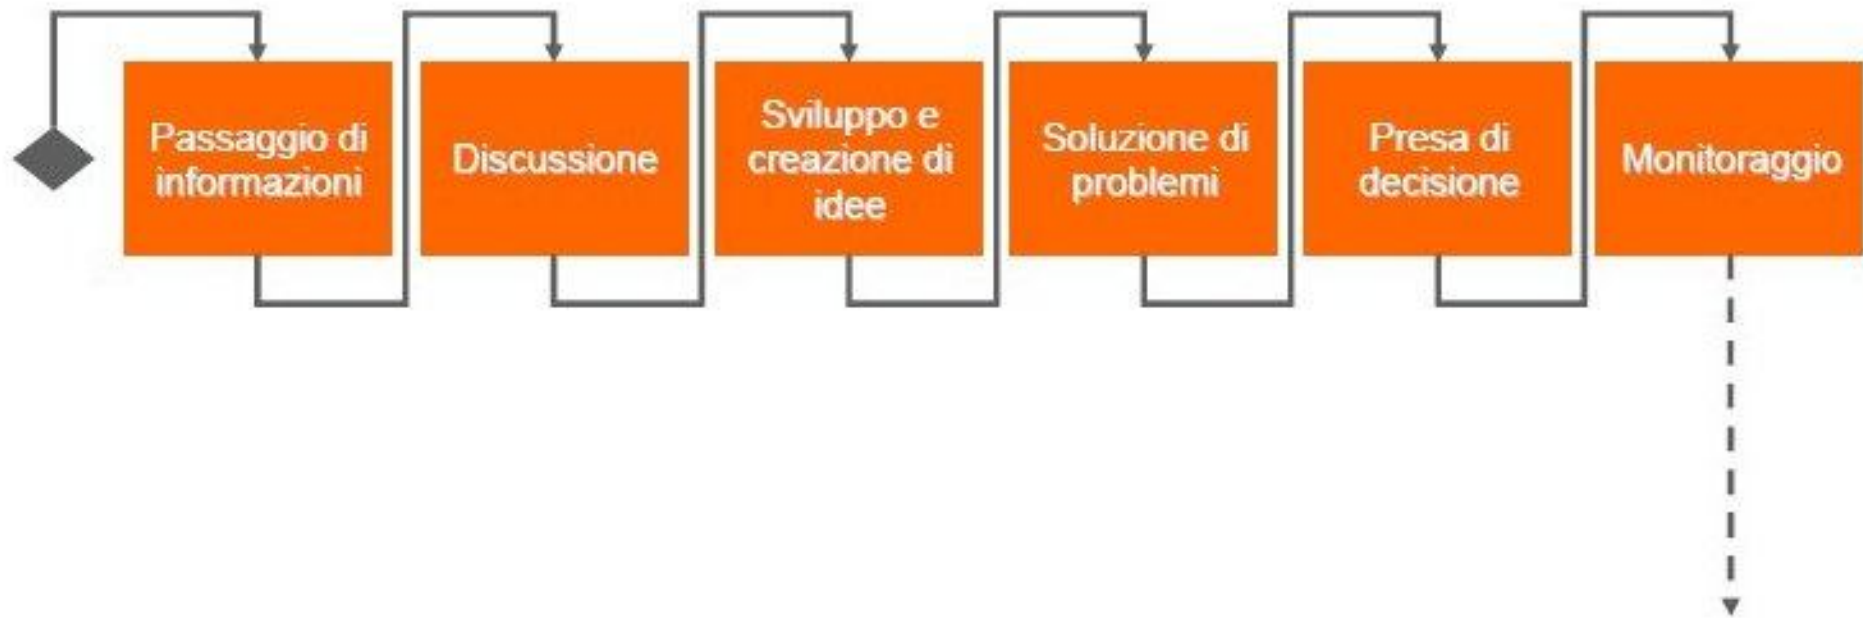 Passaggio di
informazioni
Discussione
Sviluppo e
creazione di
idee
Soluzione di
problemi
Presa di
decisione
Monitoraggio